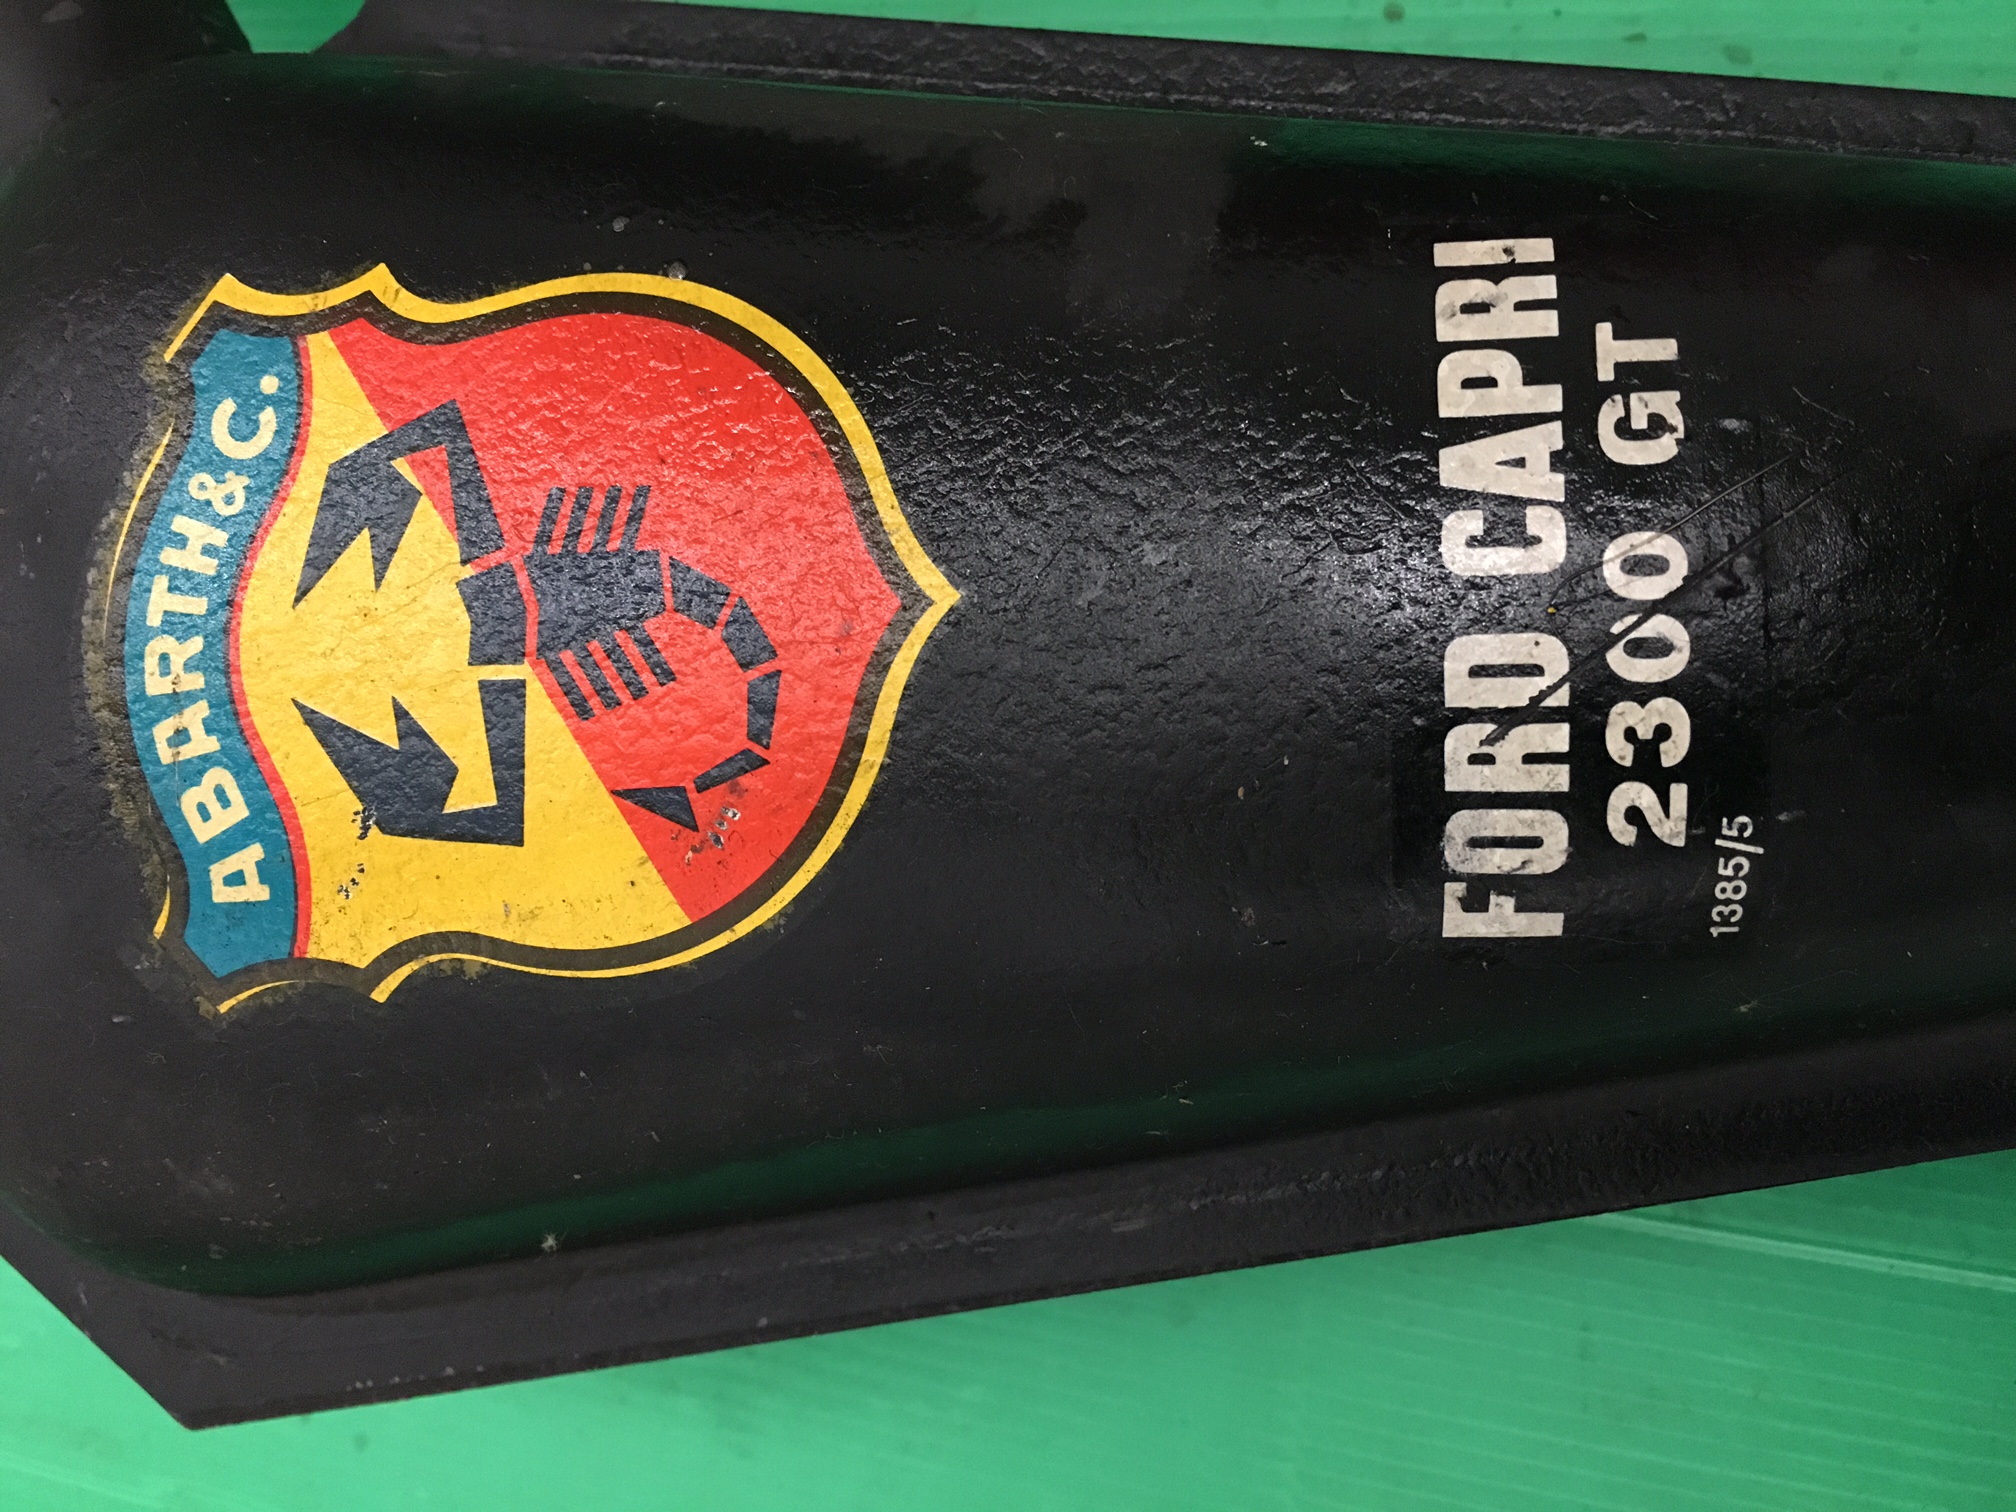 ABARTH & C.
FORD CAPRI
2300 GT
1385/5